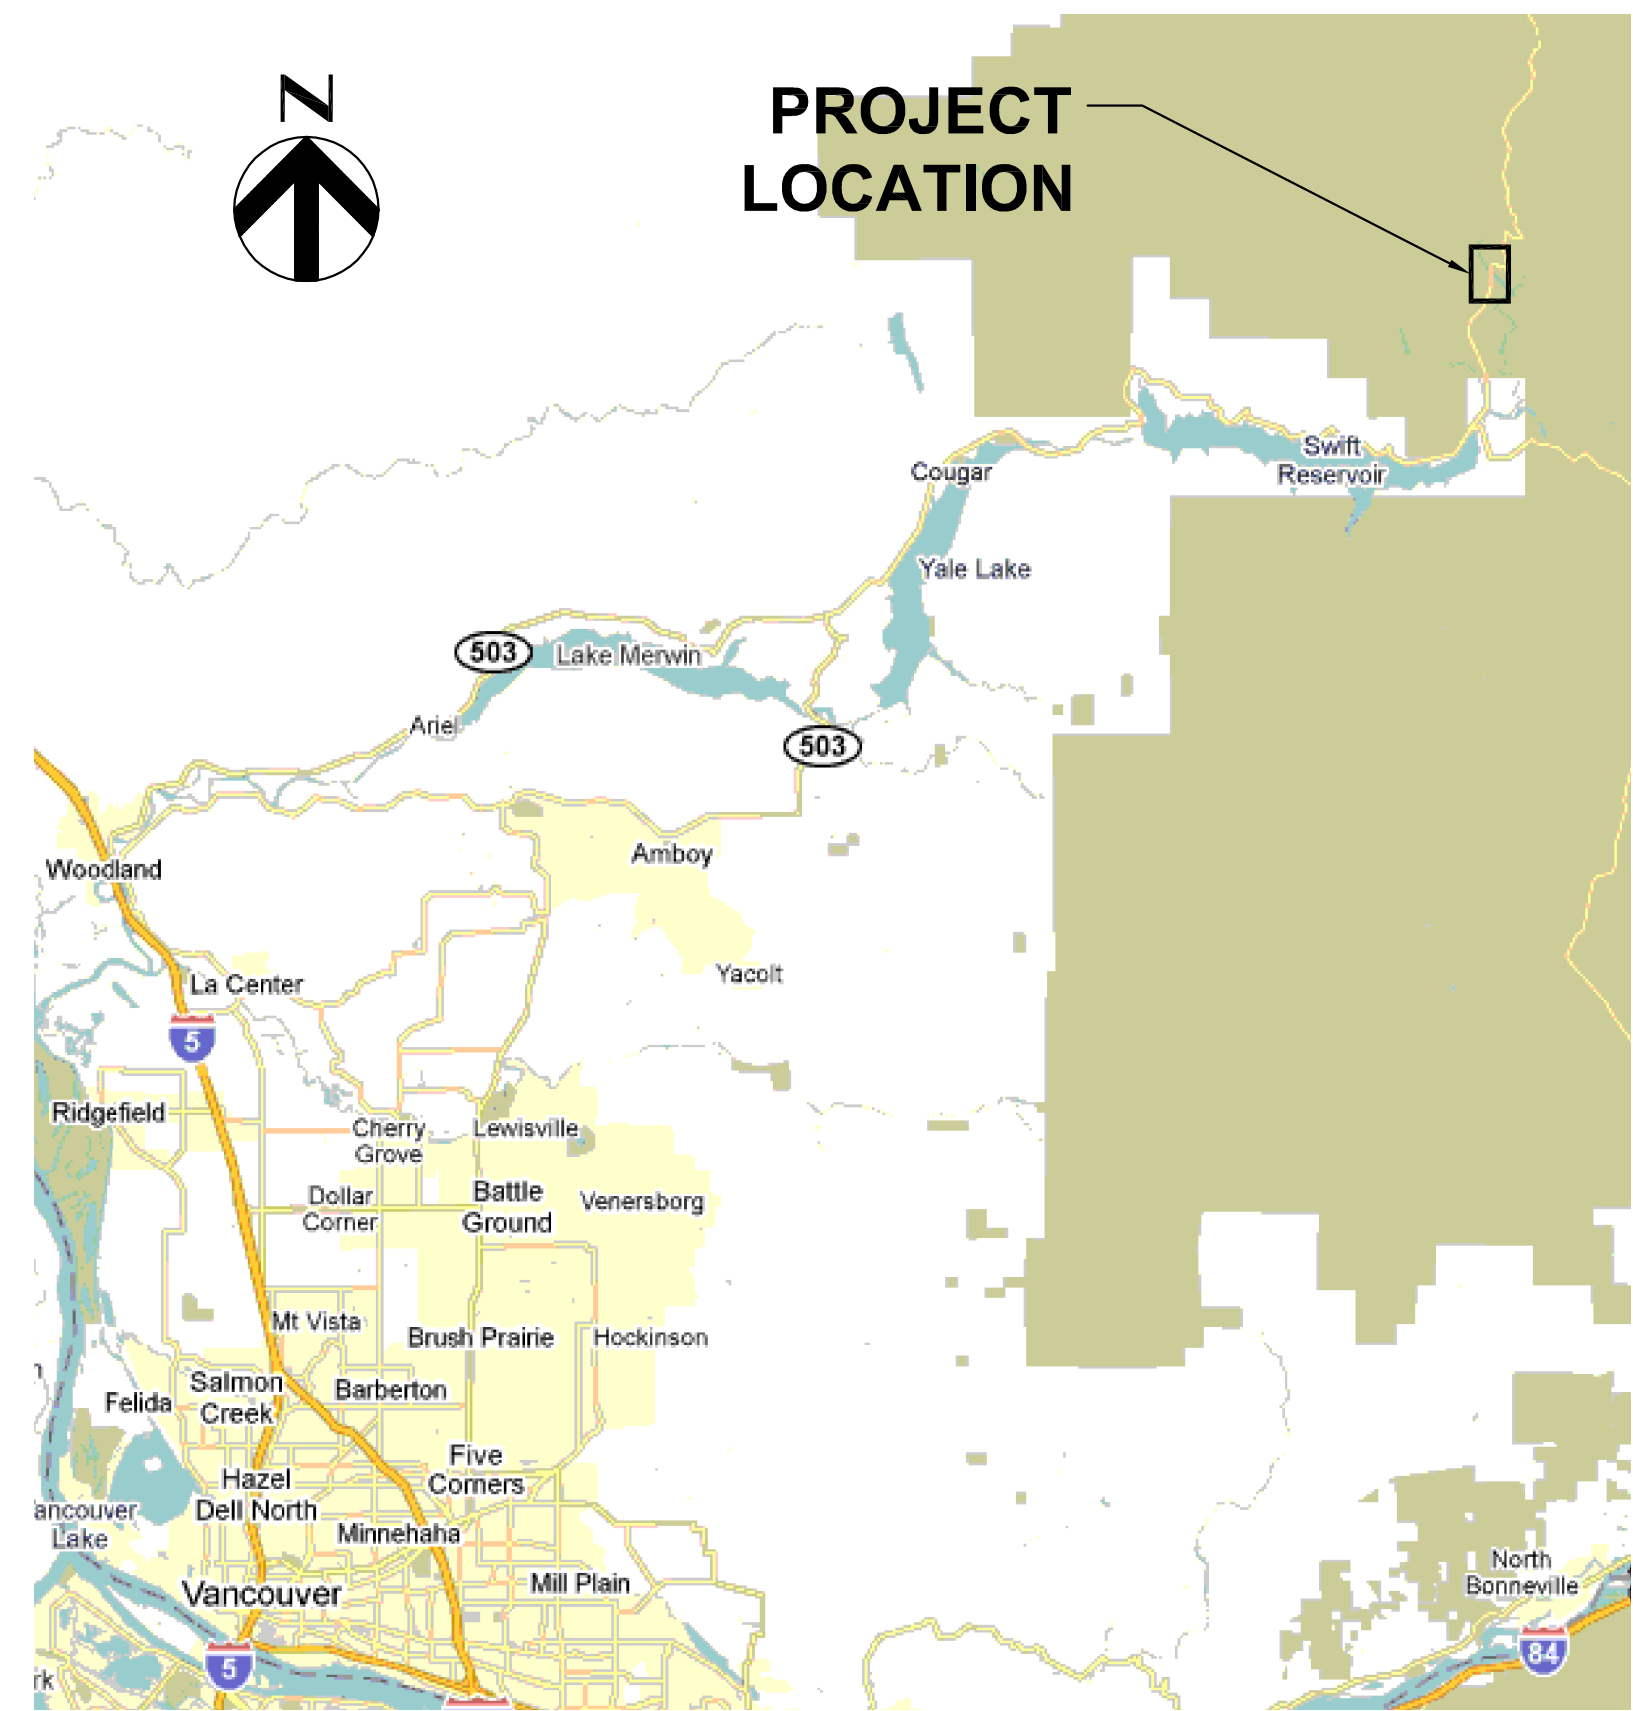 N
PROJECT
LOCATION
Swift
Reservoir
Cougar
Yale Lake
503
Lake Merwin
Ariel
503
Amboy
Woodland
Yacolt
La Center
5
Ridgefield
Cherry
Grove
Lewisville
Dollar
Corner
Battle
Ground
Venersborg
Mt Vista
Brush Prairie
Hockinson
Salmon
Creek
Barberton
Felida
Five
Corners
Hazel
Dell North
ancouver
Lake
Minnehaha
North
Bonneville
Mill Plain
Vancouver
5
84
rk